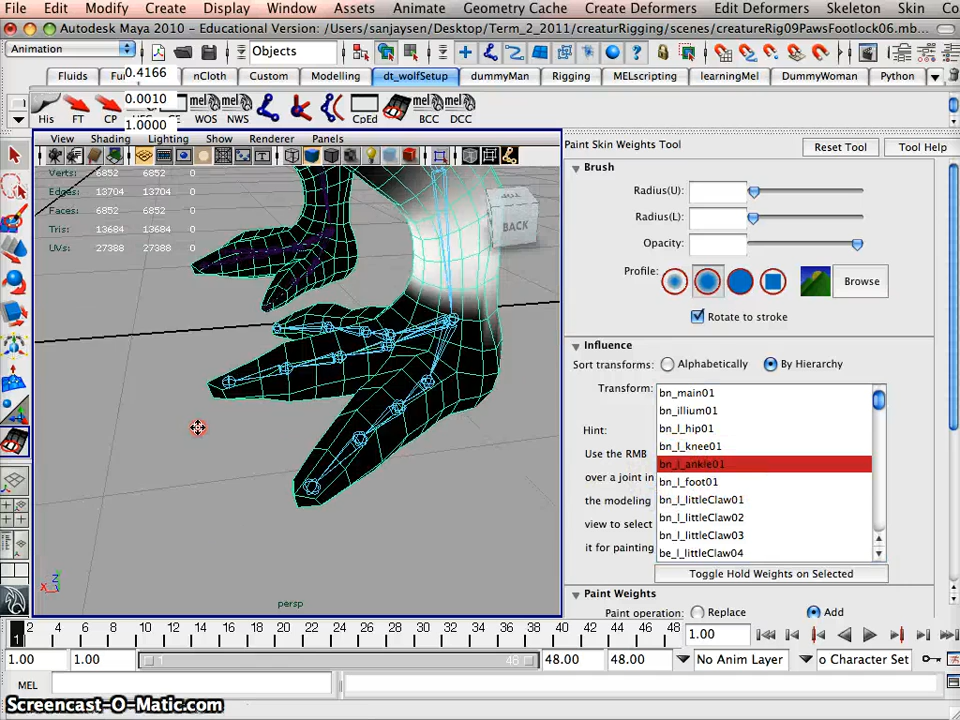 File Edit Modify Create Display Window Assets Animate Geometry Cache Create Deformers Edit Deformers Skeleton Skin Co
Autodesk Maya 2010 - Educational Version: /Users/sanjaysen/Desktop/Term_2_2011/creaturRigging/scenes/creatureRig09PawsFootlock06.mb...
Animation Objects
Fluids Fu nCloth Custom Modelling dt_wolfSetup dummyMan Rigging MELscripting learningMel DummyWoman Python
0.4166
0.0010
1.0000
His FT CP WOS NWS CpEd BCC DCC
View Shading Lighting Show Renderer Panels
Verts: 6852 6852 0
Edges: 13704 13704 0
Faces: 6852 6852 0
Tris: 13684 13684 0
UVs: 27388 27388 0
TOP
BACK
persp
Paint Skin Weights Tool Reset Tool Tool Help
Brush
Radius(U):
Radius(L):
Opacity:
Profile: Browse
Rotate to stroke
Influence
Sort transforms: Alphabetically By Hierarchy
Transform:
bn_main01
bn_illium01
bn_l_hip01
bn_l_knee01
bn_l_ankle01
bn_l_foot01
bn_l_littleClaw01
bn_l_littleClaw02
bn_l_littleClaw03
be_l_littleClaw04
Hint:
Use the RMB
over a joint in
the modeling
view to select
it for painting
Toggle Hold Weights on Selected
Paint Weights
Paint operation: Replace Add
1 2 4 6 8 10 12 14 16 18 20 22 24 26 28 30 32 34 36 38 40 42 44 46 48 1.00
1.00 1.00 1 48 48.00 48.00 No Anim Layer o Character Set
MEL
Screencast-O-Matic.com